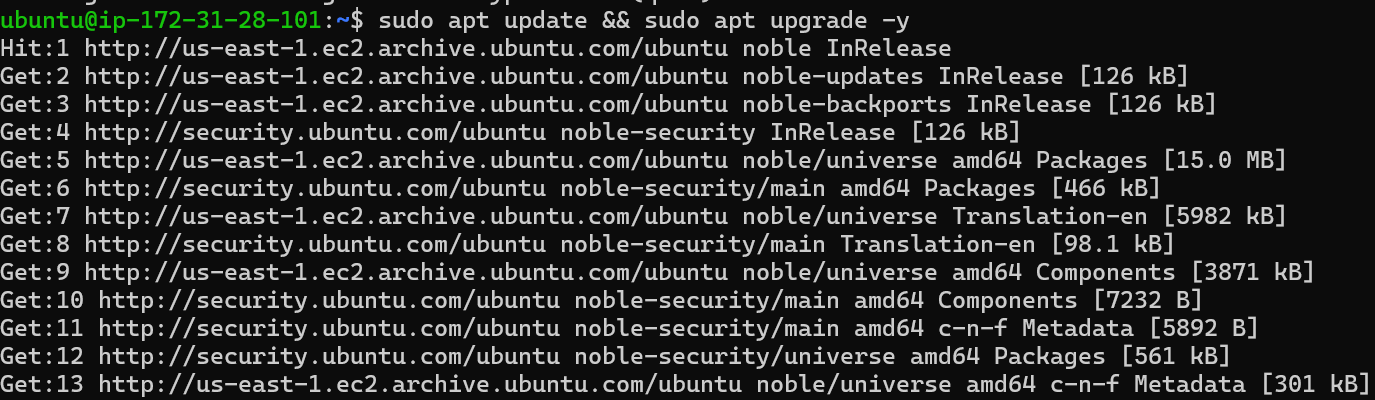 ubuntu@ip-172-31-28-101:~$ sudo apt update && sudo apt upgrade -y
Hit:1 http://us-east-1.ec2.archive.ubuntu.com/ubuntu noble InRelease
Get:2 http://us-east-1.ec2.archive.ubuntu.com/ubuntu noble-updates InRelease [126 kB]
Get:3 http://us-east-1.ec2.archive.ubuntu.com/ubuntu noble-backports InRelease [126 kB]
Get:4 http://security.ubuntu.com/ubuntu noble-security InRelease [126 kB]
Get:5 http://us-east-1.ec2.archive.ubuntu.com/ubuntu noble/universe amd64 Packages [15.0 MB]
Get:6 http://security.ubuntu.com/ubuntu noble-security/main amd64 Packages [466 kB]
Get:7 http://us-east-1.ec2.archive.ubuntu.com/ubuntu noble/universe Translation-en [5982 kB]
Get:8 http://security.ubuntu.com/ubuntu noble-security/main Translation-en [98.1 kB]
Get:9 http://us-east-1.ec2.archive.ubuntu.com/ubuntu noble/universe amd64 Components [3871 kB]
Get:10 http://security.ubuntu.com/ubuntu noble-security/main amd64 Components [7232 B]
Get:11 http://security.ubuntu.com/ubuntu noble-security/main amd64 c-n-f Metadata [5892 B]
Get:12 http://security.ubuntu.com/ubuntu noble-security/universe amd64 Packages [561 kB]
Get:13 http://us-east-1.ec2.archive.ubuntu.com/ubuntu noble/universe amd64 c-n-f Metadata [301 kB]